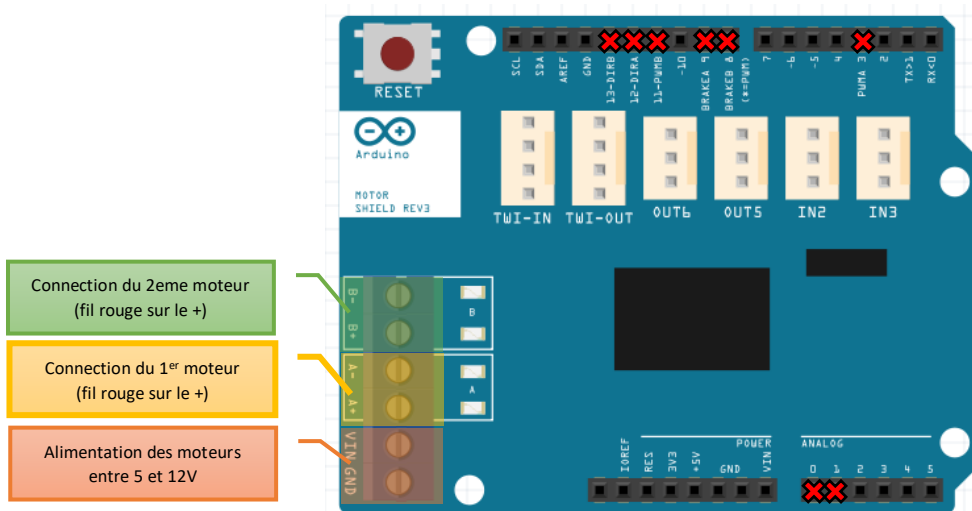 RESET
Arduino
MOTOR
SHIELD REV3
SCL
SDA
AREF
GND
13-DIRB
12-DIRA
11-PWMB
-10
BRAKEA 9
BRAKEB 8
(*=PWM)
7
-6
-5
4
PWMA 3
2
TX>1
RX<0
TWI-IN
TWI-OUT
OUT6
OUT5
IN2
IN3
Connection du 2eme moteur
(fil rouge sur le +)
B-
B+
B
Connection du 1er moteur
(fil rouge sur le +)
A-
A+
A
Alimentation des moteurs
entre 5 et 12V
VIN
GND
POWER
ANALOG
IOREF
RES
3V3
+5V
GND
VIN
0
1
2
3
4
5